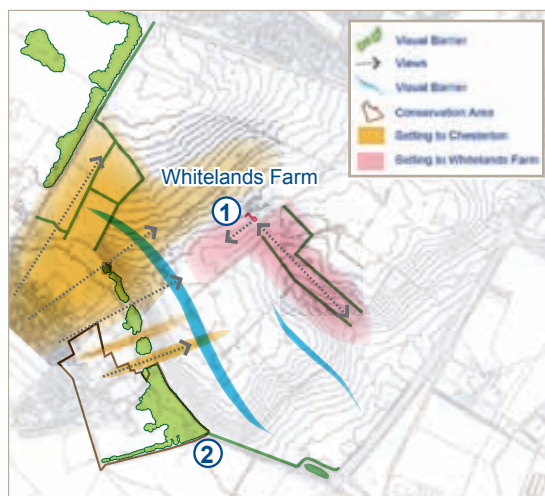 Visual Barrier
Views
Visual Barrier
Conservation Area
Setting to Chesterton
Setting to Whitelands Farm
Whitelands Farm
1
2